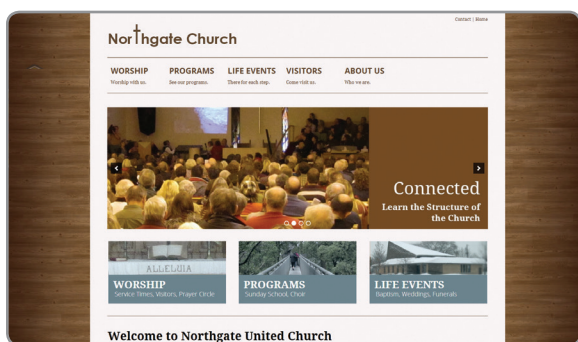 Contact | Home
Northgate Church
WORSHIP PROGRAMS LIFE EVENTS VISITORS ABOUT US
Worship with us. See our programs. There for each step. Come visit us. Who we are.
Connected
Learn the Structure of
the Church
ALLELUIA
WORSHIP PROGRAMS LIFE EVENTS
Service Times, Visitors, Prayer Circle Sunday School, Choir Baptism, Weddings, Funerals
Welcome to Northgate United Church